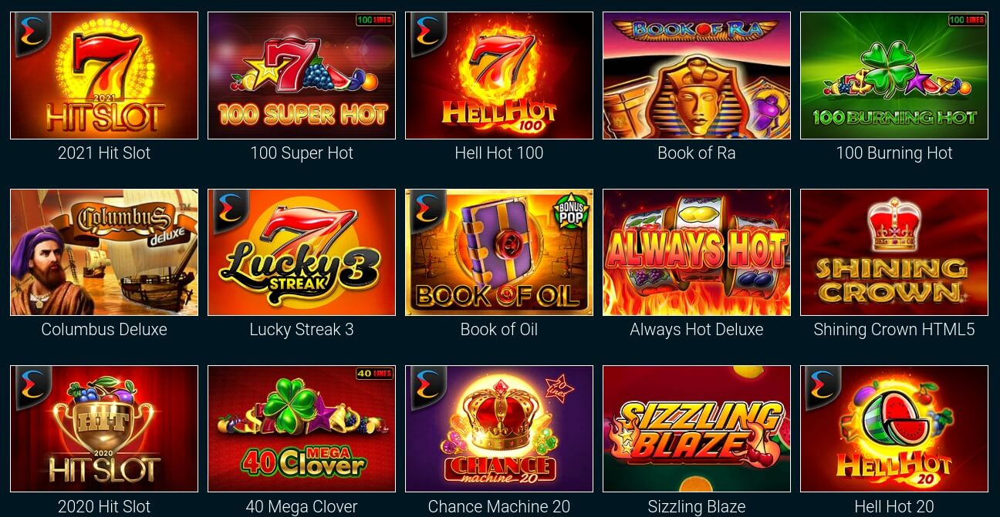 100 LINES
100 LINES
2021
HIT SLOT
100 SUPER HOT
HELL HOT
100
BOOK OF RA
100 BURNING HOT
2021 Hit Slot
100 Super Hot
Hell Hot 100
Book of Ra
100 Burning Hot
Columbus
TM
deluxe
Lucky 3
STREAK
BONUS
POP
BOOK OF OIL
ALWAYS HOT
SHINING
CROWN
Columbus Deluxe
Lucky Streak 3
Book of Oil
Always Hot Deluxe
Shining Crown HTML5
HIT
2020
HIT SLOT
40 LINES
40 MEGA
Clover
20
lines
CHANCE
machine 20
SIZZLING
BLAZE
HELL HOT
20
2020 Hit Slot
40 Mega Clover
Chance Machine 20
Sizzling Blaze
Hell Hot 20